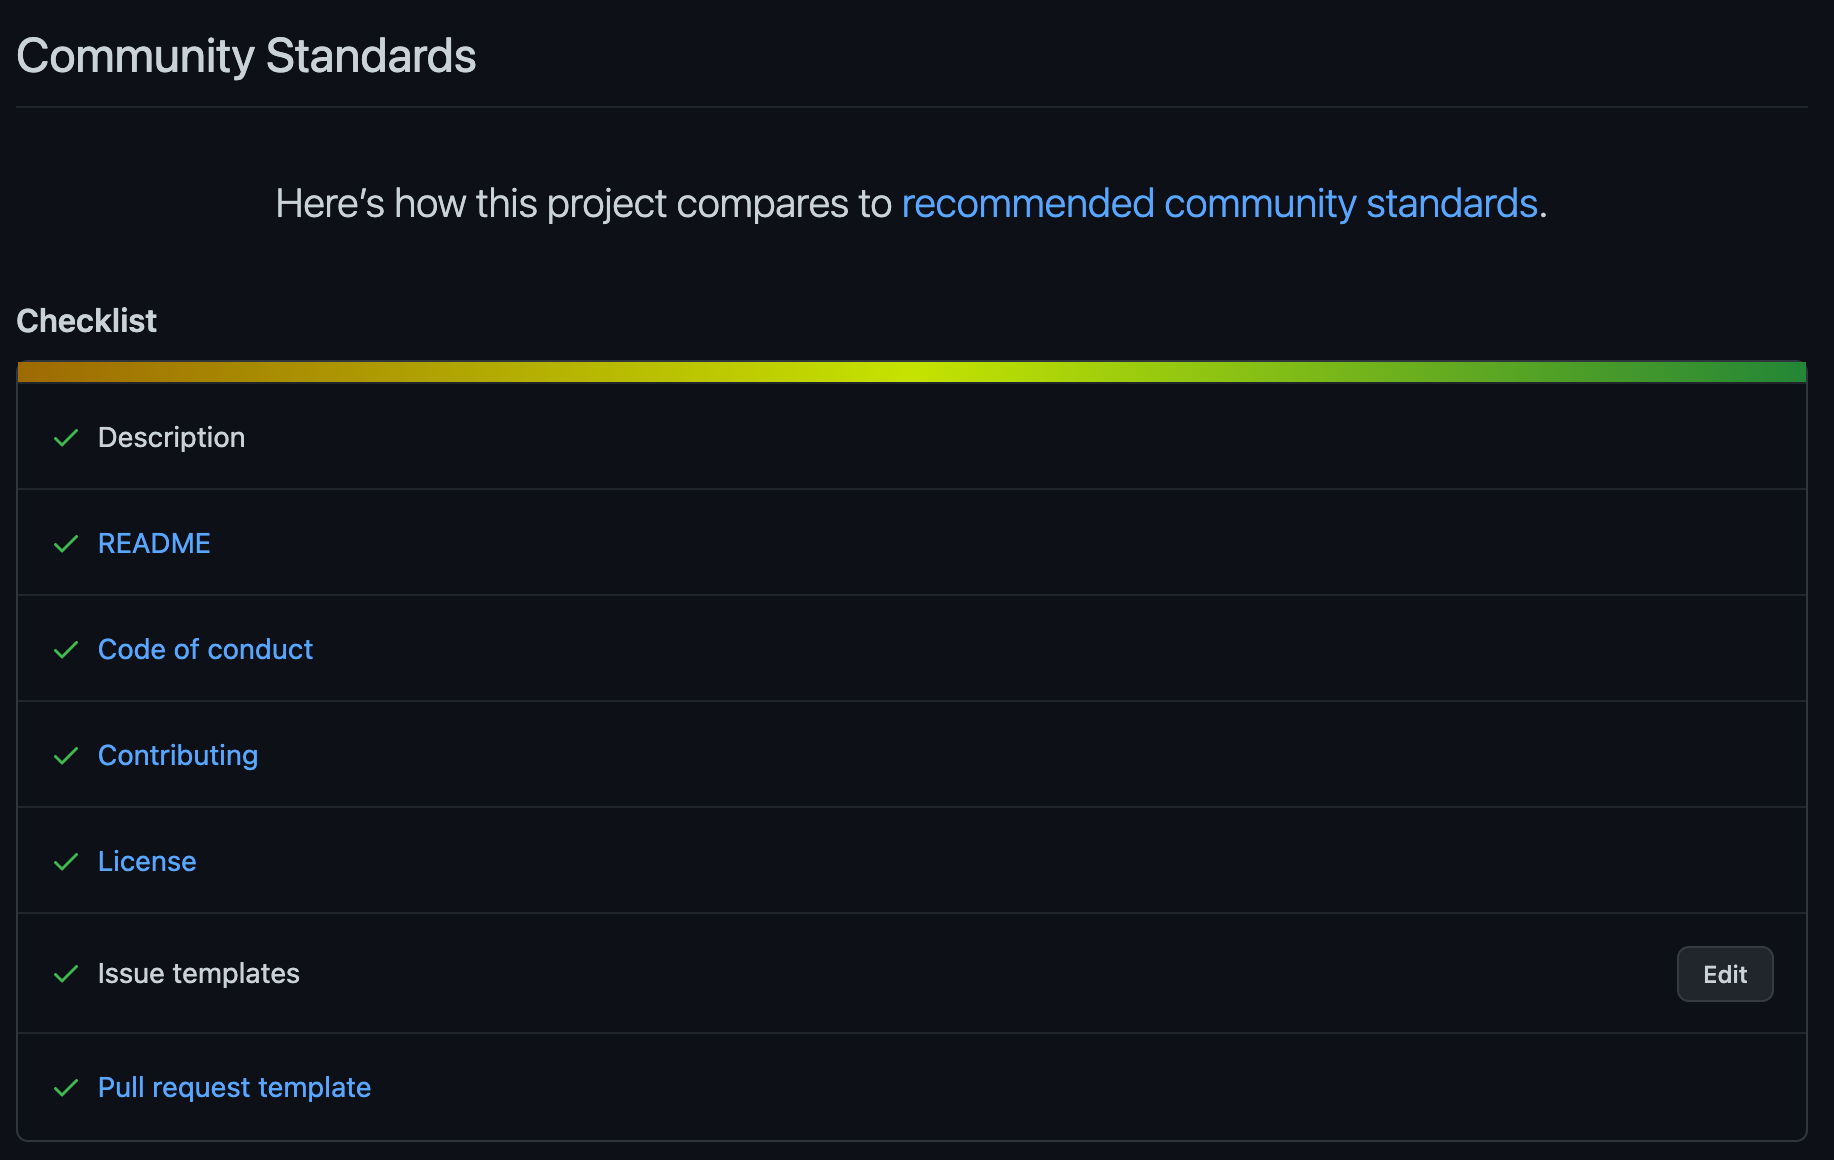 Community Standards
Here’s how this project compares to recommended community standards.
Checklist
Description
README
Code of conduct
Contributing
License
Issue templates
Edit
Pull request template